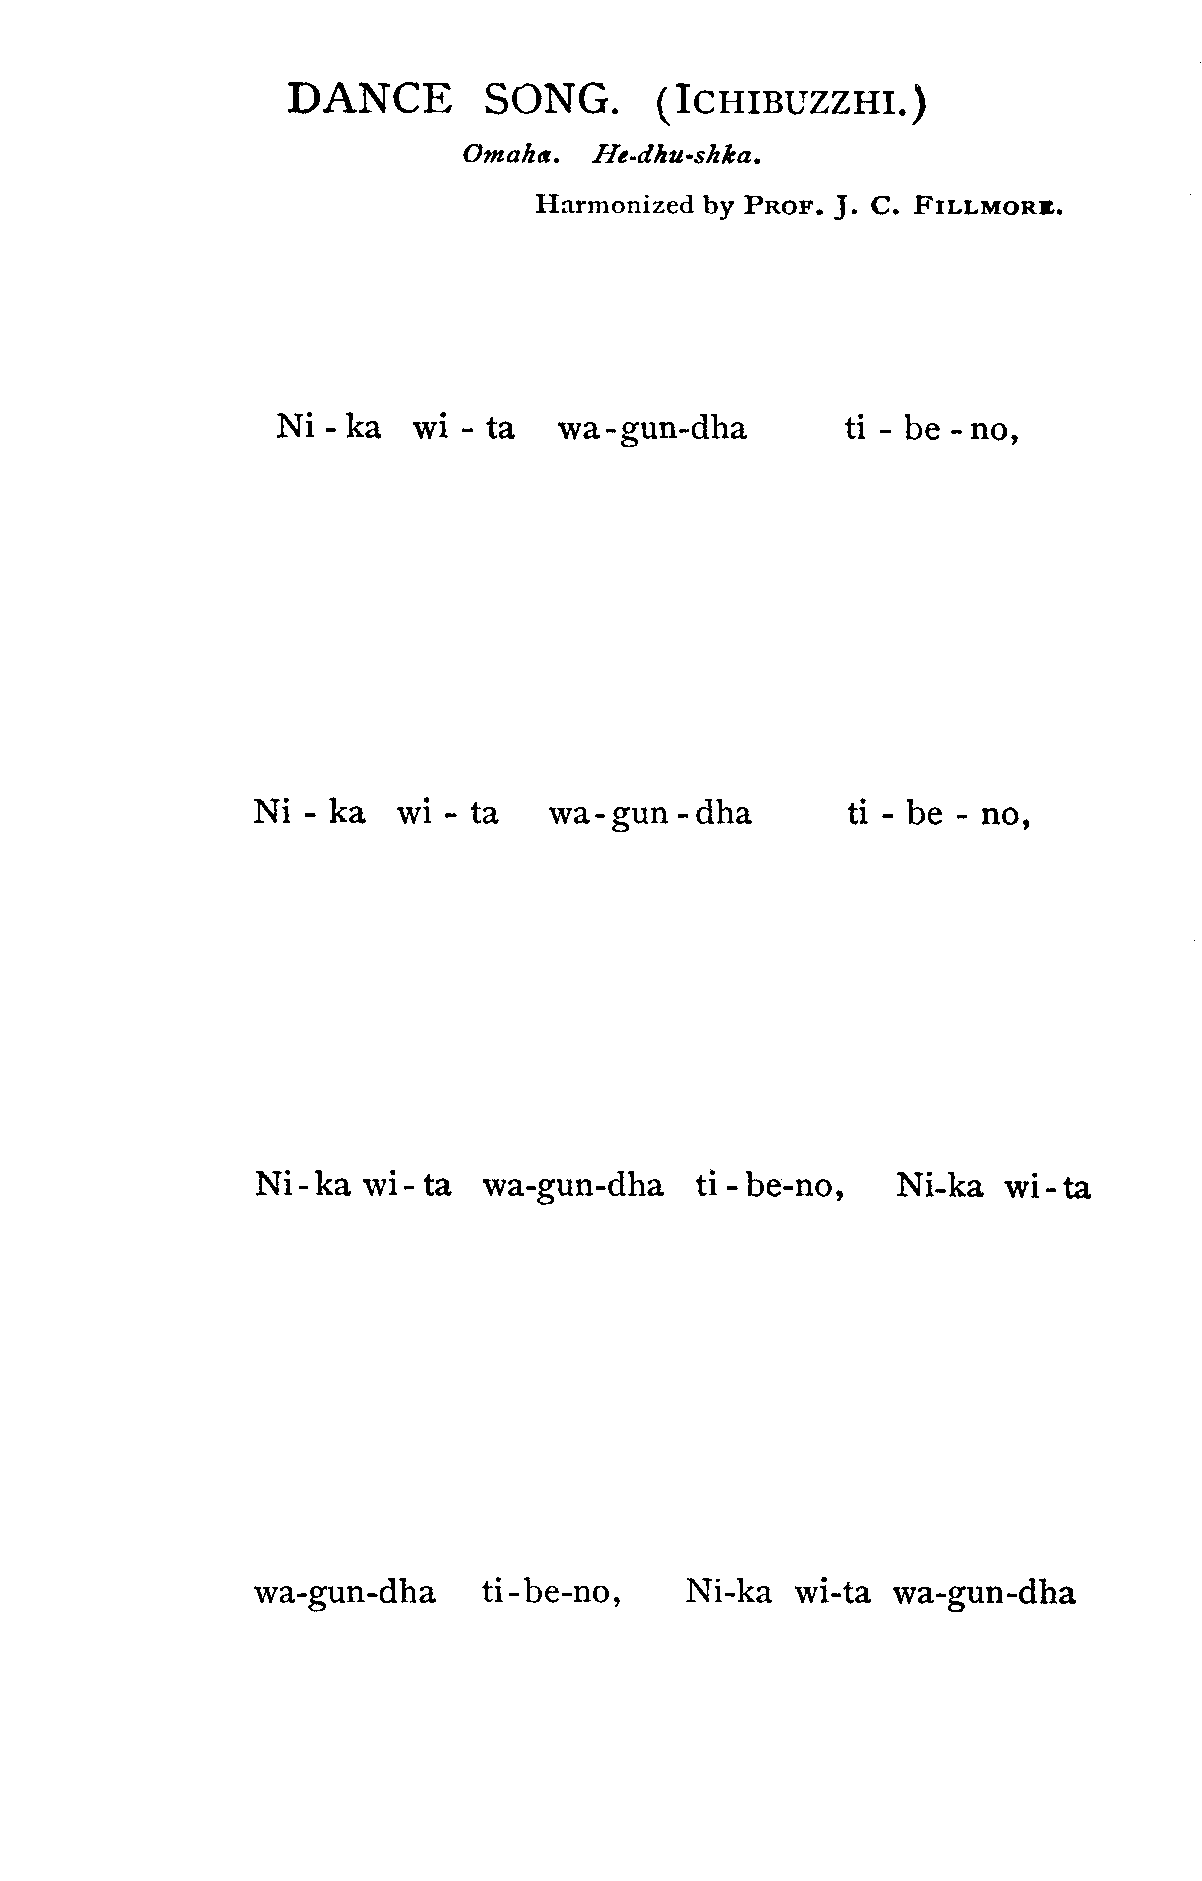 DANCE SONG. (ICHIBUZZHI.)
Omaha. He-dhu-shka.
Harmonized by PROF. J. C. FILLMORE.
Ni - ka wi - ta wa-gun-dha ti - be - no,
Ni - ka wi - ta wa-gun-dha ti - be - no,
Ni-ka wi-ta wa-gun-dha ti-be-no, Ni-ka wi-ta
wa-gun-dha ti-be-no, Ni-ka wi-ta wa-gun-dha